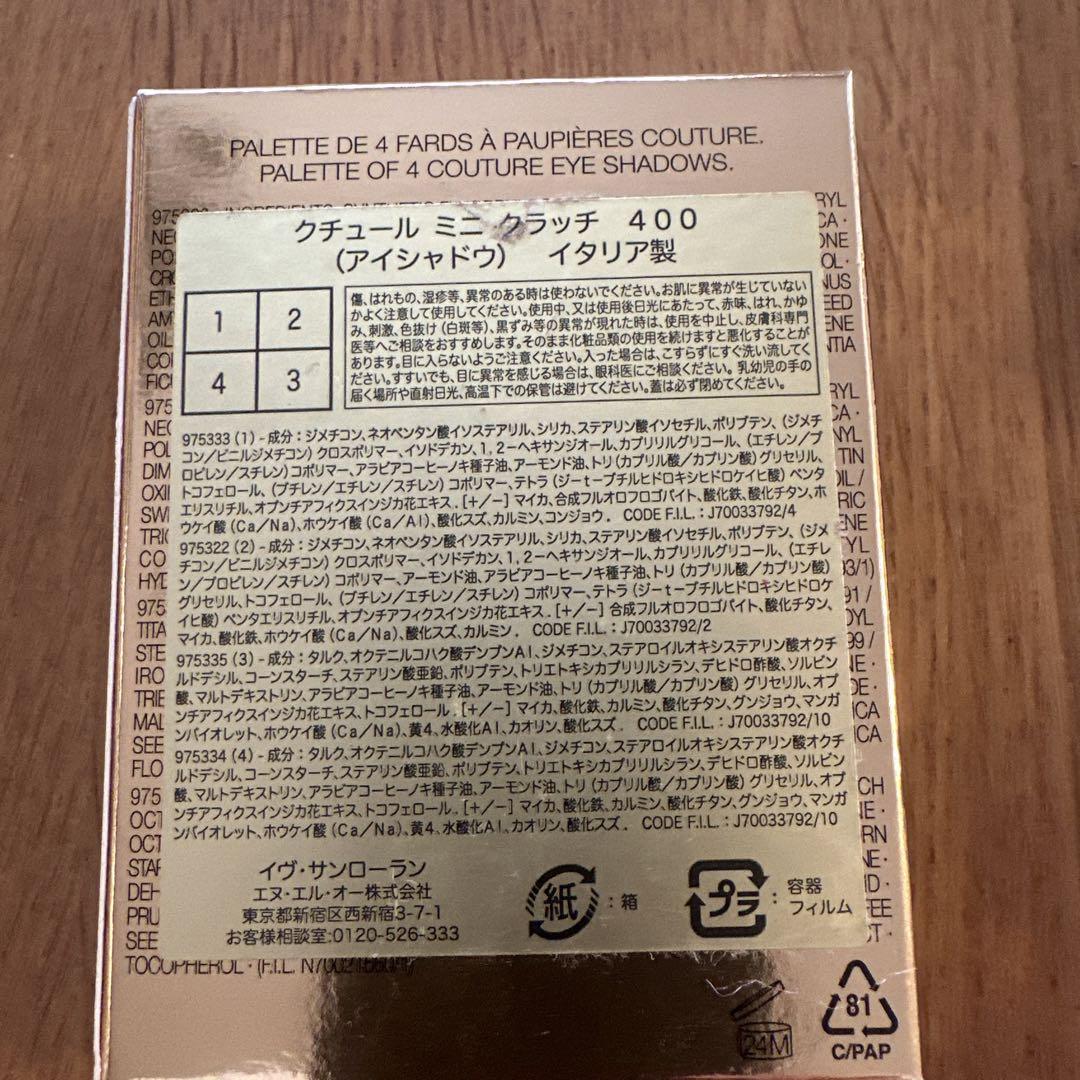 PALETTE DE 4 FARDS À PAUPIÈRES COUTURE.
PALETTE OF 4 COUTURE EYE SHADOWS.
クチュール ミニ クラッチ 400
(アイシャドウ) イタリア製
1 2
4 3
傷、はれもの、湿疹等、異常のある時は使わないでください。お肌に異常が生じていない
かよく注意して使用してください。使用中、又は使用後日光にあたって、赤味、はれ、かゆ
み、刺激、色抜け(白斑等)、黒ずみ等の異常が現れた時は、使用を中止し、皮膚科専門
医等へご相談をおすすめします。そのまま化粧品類の使用を続けますと悪化することが
あります。目に入らないようご注意ください。入った場合は、こすらずにすぐ洗い流してく
ださい。すすいでも、目に異常を感じる場合は、眼科医にご相談ください。乳幼児の手の
届く場所や直射日光、高温下での保管は避けてください。蓋は必ず閉めてください。
975333 (1) - 成分：ジメチコン、ネオペンタン酸イソステアリル、シリカ、ステアリン酸イソセチル、ポリブテン、(ジメチ
コン/ビニルジメチコン) クロスポリマー、イソドデカン、1,2-ヘキサンジオール、カプリリルグリコール、(エチレン/プ
ロピレン/スチレン) コポリマー、アラビアコーヒーノキ種子油、アーモンド油、トリ(カプリル酸/カプリン酸) グリセリル、
トコフェロール、(ブチレン/エチレン/スチレン) コポリマー、テトラ (ジーt-ブチルヒドロキシヒドロケイヒ酸) ペンタ
エリスリチル、オプンチアフィクスインジカ花エキス. [+/-] マイカ、合成フルオロフロゴパイト、酸化鉄、酸化チタン、ホ
ウケイ酸 (Ca/Na)、ホウケイ酸 (Ca/Al)、酸化スズ、カルミン、コンジョウ. CODE F.I.L.：J70033792/4
975322 (2) - 成分：ジメチコン、ネオペンタン酸イソステアリル、シリカ、ステアリン酸イソセチル、ポリブテン、(ジメ
チコン/ビニルジメチコン) クロスポリマー、イソドデカン、1,2-ヘキサンジオール、カプリリルグリコール、(エチレ
ン/プロピレン/スチレン) コポリマー、アーモンド油、アラビアコーヒーノキ種子油、トリ (カプリル酸/カプリン酸)
グリセリル、トコフェロール、(ブチレン/エチレン/スチレン) コポリマー、テトラ (ジーt-ブチルヒドロキシヒドロケ
イヒ酸) ペンタエリスリチル、オプンチアフィクスインジカ花エキス. [+/-] 合成フルオロフロゴパイト、酸化チタン、
マイカ、酸化鉄、ホウケイ酸 (Ca/Na)、酸化スズ、カルミン. CODE F.I.L.：J70033792/2
975335 (3) - 成分：タルク、オクテニルコハク酸デンプンAl、ジメチコン、ステアロイルオキシステアリン酸オクチ
ルドデシル、コーンスターチ、ステアリン酸亜鉛、ポリブテン、トリエトキシカプリリルシラン、デヒドロ酢酸、ソルビン
酸、マルトデキストリン、アラビアコーヒーノキ種子油、アーモンド油、トリ (カプリル酸/カプリン酸) グリセリル、オプ
ンチアフィクスインジカ花エキス、トコフェロール. [+/-] マイカ、酸化鉄、カルミン、酸化チタン、グンジョウ、マンガ
ンバイオレット、ホウケイ酸 (Ca/Na)、黄4、水酸化Al、カオリン、酸化スズ. CODE F.I.L.：J70033792/10
975334 (4) - 成分：タルク、オクテニルコハク酸デンプンAl、ジメチコン、ステアロイルオキシステアリン酸オクチ
ルドデシル、コーンスターチ、ステアリン酸亜鉛、ポリブテン、トリエトキシカプリリルシラン、デヒドロ酢酸、ソルビン
酸、マルトデキストリン、アラビアコーヒーノキ種子油、アーモンド油、トリ (カプリル酸/カプリン酸) グリセリル、オプ
ンチアフィクスインジカ花エキス、トコフェロール. [+/-] マイカ、酸化鉄、カルミン、酸化チタン、グンジョウ、マンガ
ンバイオレット、ホウケイ酸 (Ca/Na)、黄4、水酸化Al、カオリン、酸化スズ. CODE F.I.L.：J70033792/10
イヴ・サンローラン
エヌ・エル・オー株式会社
東京都新宿区西新宿3-7-1
お客様相談室:0120-526-333
紙：箱
プラ：容器
フィルム
TOCOPHEROL
24M
81
C/PAP